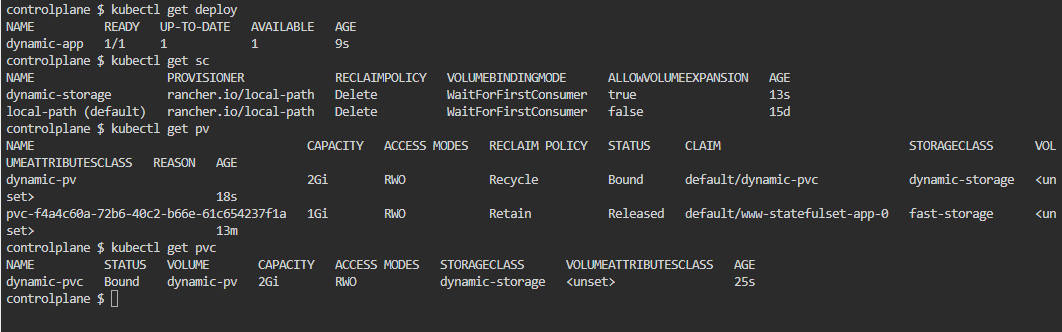 controlplane $ kubectl get deploy
NAME          READY   UP-TO-DATE   AVAILABLE   AGE
dynamic-app   1/1     1            1           9s
controlplane $ kubectl get sc
NAME                   PROVISIONER             RECLAIMPOLICY   VOLUMEBINDINGMODE      ALLOWVOLUMEEXPANSION   AGE
dynamic-storage        rancher.io/local-path   Delete          WaitForFirstConsumer   true                   13s
local-path (default)   rancher.io/local-path   Delete          WaitForFirstConsumer   false                  15d
controlplane $ kubectl get pv
NAME                                       CAPACITY   ACCESS MODES   RECLAIM POLICY   STATUS     CLAIM                           STORAGECLASS      VOL
UMEATTRIBUTESCLASS   REASON   AGE
dynamic-pv                                 2Gi        RWO            Recycle          Bound      default/dynamic-pvc             dynamic-storage   <un
set>                          18s
pvc-f4a4c60a-72b6-40c2-b66e-61c654237f1a   1Gi        RWO            Retain           Released   default/www-statefulset-app-0   fast-storage      <un
set>                          13m
controlplane $ kubectl get pvc
NAME          STATUS   VOLUME       CAPACITY   ACCESS MODES   STORAGECLASS      VOLUMEATTRIBUTESCLASS   AGE
dynamic-pvc   Bound    dynamic-pv   2Gi        RWO            dynamic-storage   <unset>                 25s
controlplane $